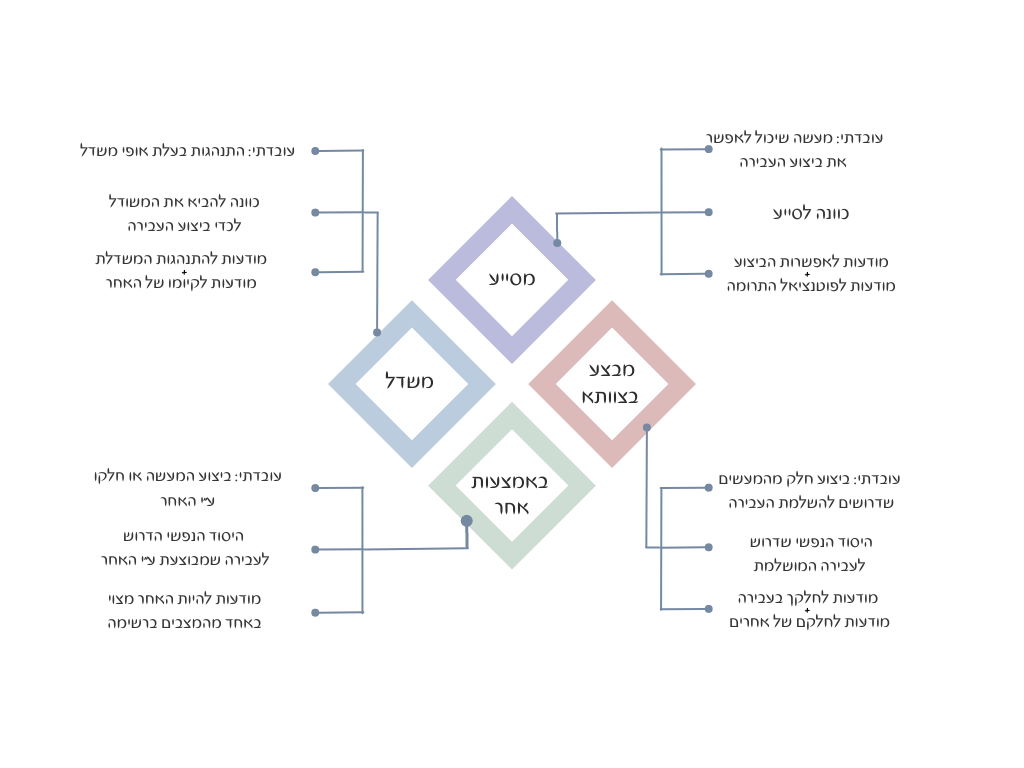 עובדתי: מעשה שיכול לאפשר
את ביצוע העבירה
כוונה לסייע
מודעות לאפשרות הביצוע
+
מודעות לפוטנציאל התרומה
עובדתי: התנהגות בעלת אופי משדל
כוונה להביא את המשודל
לכדי ביצוע העבירה
מודעות להתנהגות המשדלת
+
מודעות לקיומו של האחר
מסייע
מבצע
בצוותא
משדל
באמצעות
אחר
עובדתי: ביצוע חלק מהמעשים
שדרושים להשלמת העבירה
היסוד הנפשי שדרוש
לעבירה המושלמת
מודעות לחלקך בעבירה
+
מודעות לחלקם של אחרים
עובדתי: ביצוע המעשה או חלקו
ע״י האחר
היסוד הנפשי הדרוש
לעבירה שמבוצעת ע״י האחר
מודעות להיות האחר מצוי
באחד מהמצבים ברשימה